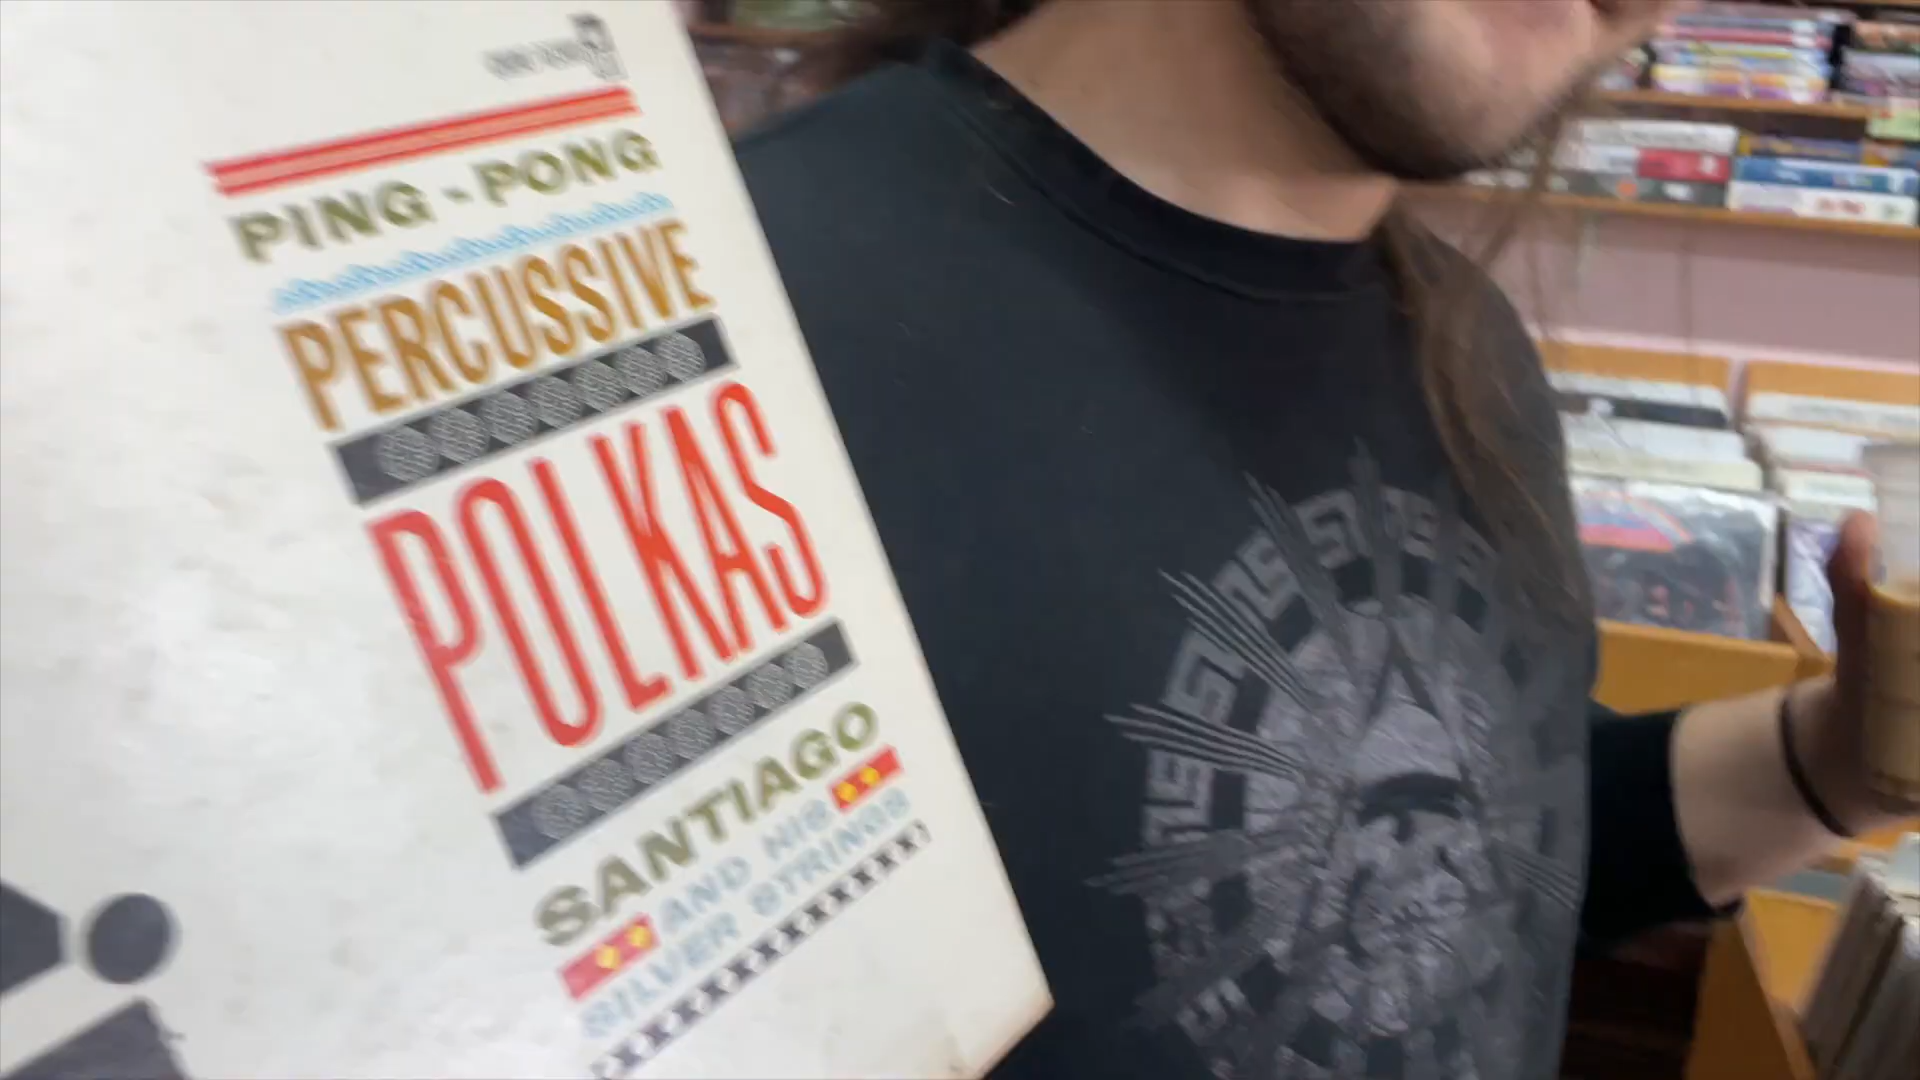 PING-PONG
PERCUSSIVE
POLKAS
SANTIAGO
AND HIS
SILVER STRINGS